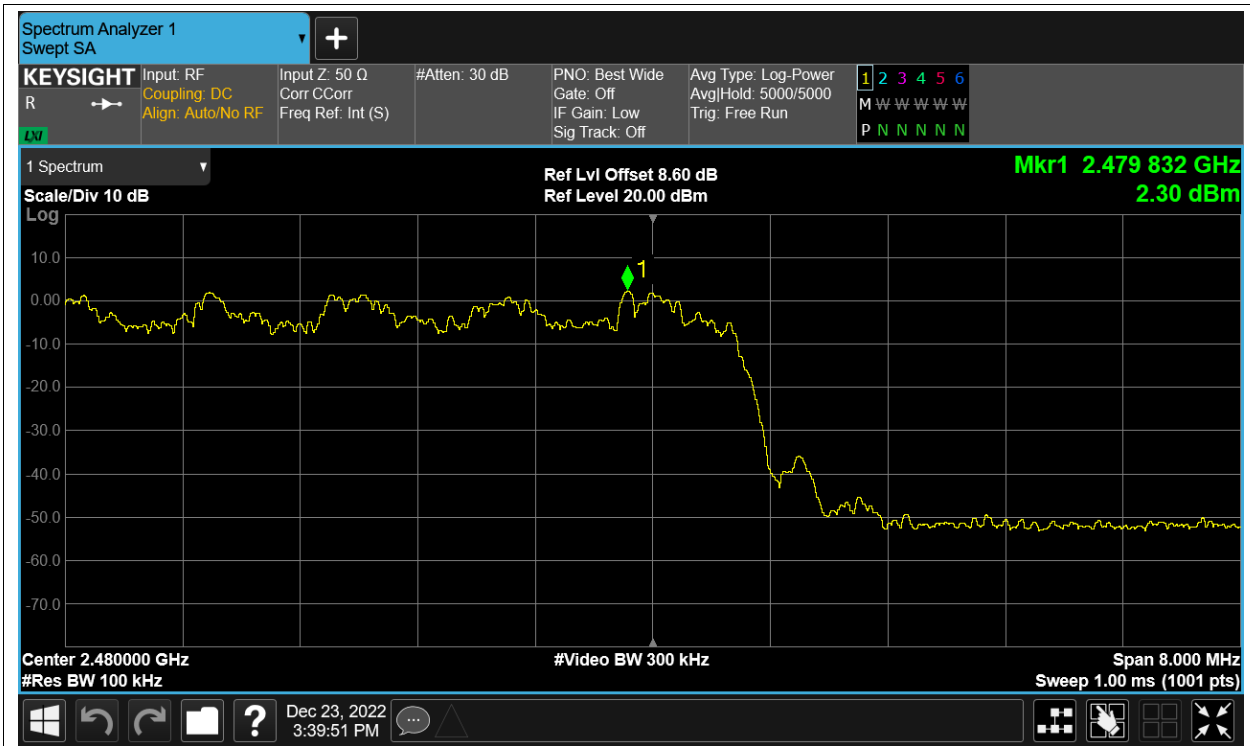 Spectrum Analyzer 1
Swept SA
KEYSIGHT
R
LXI
Input: RF
Coupling: DC
Align: Auto/No RF
Input Z: 50 Ω
Corr CCorr
Freq Ref: Int (S)
#Atten: 30 dB
PNO: Best Wide
Gate: Off
IF Gain: Low
Sig Track: Off
Avg Type: Log-Power
Avg|Hold: 5000/5000
Trig: Free Run
1 2 3 4 5 6
M W W W W W
P N N N N N
1 Spectrum
Scale/Div 10 dB
Ref Lvl Offset 8.60 dB
Ref Level 20.00 dBm
Mkr1 2.479 832 GHz
2.30 dBm
Log
10.0
0.00
-10.0
-20.0
-30.0
-40.0
-50.0
-60.0
-70.0
1
Center 2.480000 GHz
#Res BW 100 kHz
#Video BW 300 kHz
Span 8.000 MHz
Sweep 1.00 ms (1001 pts)
?
Dec 23, 2022
3:39:51 PM